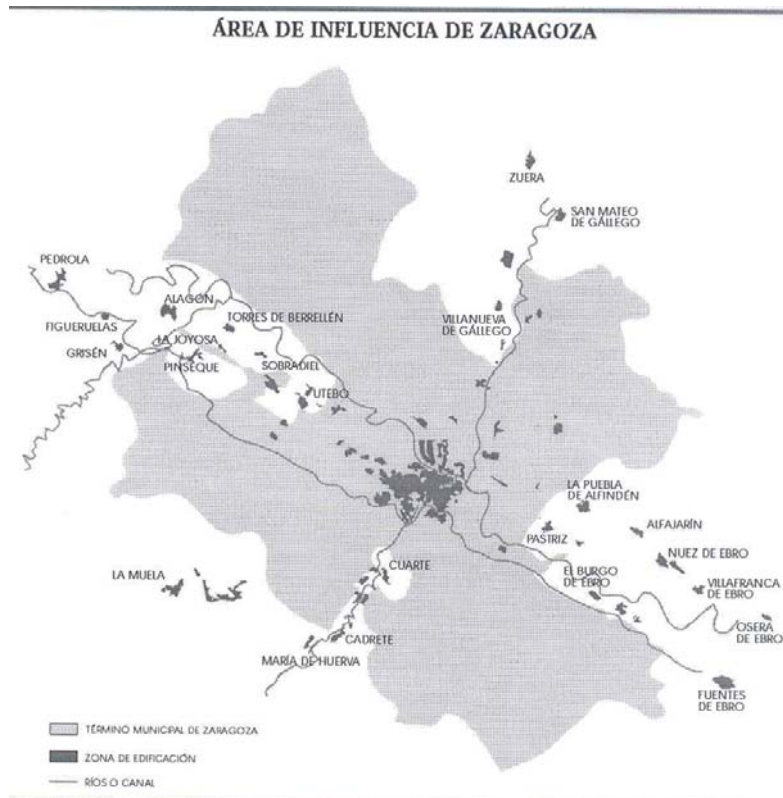 ÁREA DE INFLUENCIA DE ZARAGOZA
ZUERA
SAN MATEO
DE GÁLLEGO
PEDROLA
ALAGÓN
TORRES DE BERRELLÉN
VILLANUEVA
DE GÁLLEGO
FIGUERUELAS
LA JOYOSA
GRISÉN
PINSEQUE
SOBRADIEL
UTEBO
LA PUEBLA
DE ALFINDÉN
ALFAJARÍN
PASTRIZ
NUEZ DE EBRO
CUARTE
EL BURGO
DE EBRO
LA MUELA
VILLAFRANCA
DE EBRO
OSERA
DE EBRO
CADRETE
MARÍA DE HUERVA
FUENTES
DE EBRO
TÉRMINO MUNICIPAL DE ZARAGOZA
ZONA DE EDIFICACIÓN
RÍOS O CANAL